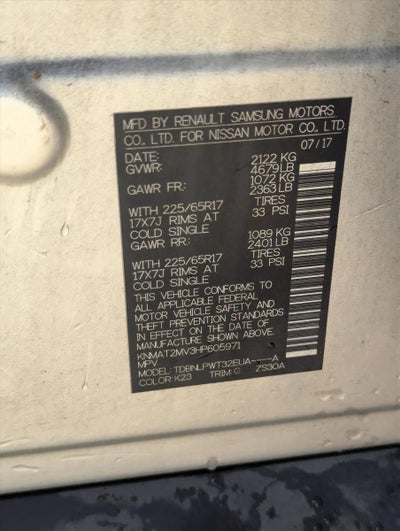 MFD BY RENAULT SAMSUNG MOTORS
CO., LTD. FOR NISSAN MOTOR CO., LTD.
DATE: 07/17
GVWR: 2122 KG
4679LB
GAWR FR: 1072 KG
2363LB
WITH 225/65R17 TIRES
17X7J RIMS AT 33 PSI
COLD SINGLE
GAWR RR: 1089 KG
2401LB
WITH 225/65R17 TIRES
17X7J RIMS AT 33 PSI
COLD SINGLE
THIS VEHICLE CONFORMS TO
ALL APPLICABLE FEDERAL
MOTOR VEHICLE SAFETY AND
THEFT PREVENTION STANDARDS
IN EFFECT ON THE DATE OF
MANUFACTURE SHOWN ABOVE.
KNMAT2MV3HP605971
MPV
MODEL: TDBNLPWT32EUA----A
COLOR: K23 TRIM: G ZS30A